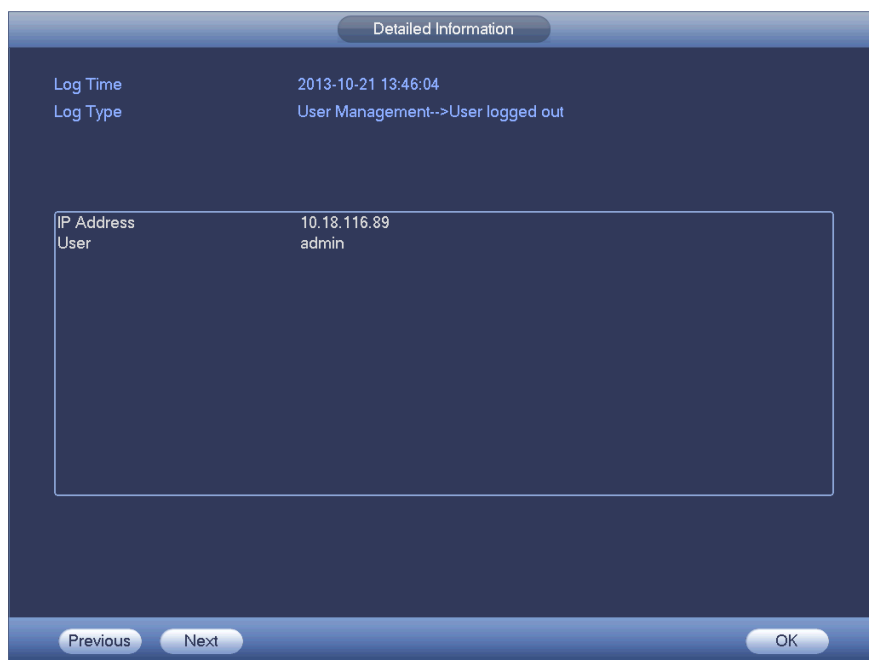 Detailed Information
Log Time 2013-10-21 13:46:04
Log Type User Management-->User logged out
IP Address 10.18.116.89
User admin
Previous Next OK